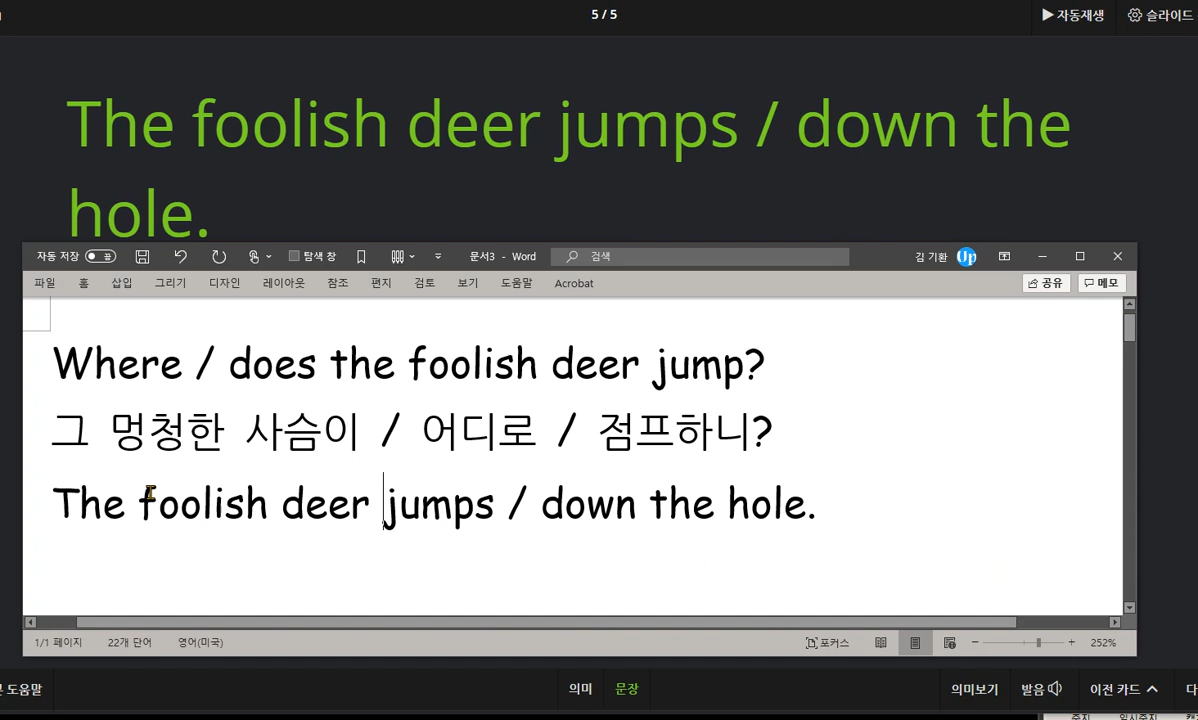 5 / 5
▶ 자동재생
슬라이드
The foolish deer jumps / down the
hole.
자동 저장
탐색 창
문서3 - Word
검색
김 기환
Up
파일 홈 삽입 그리기 디자인 레이아웃 참조 편지 검토 보기 도움말 Acrobat
공유
메모
Where / does the foolish deer jump?
그 멍청한 사슴이 / 어디로 / 점프하니?
The foolish deer jumps / down the hole.
1/1 페이지 22개 단어 영어(미국)
포커스
252%
도움말
의미 문장
의미보기 발음 이전 카드